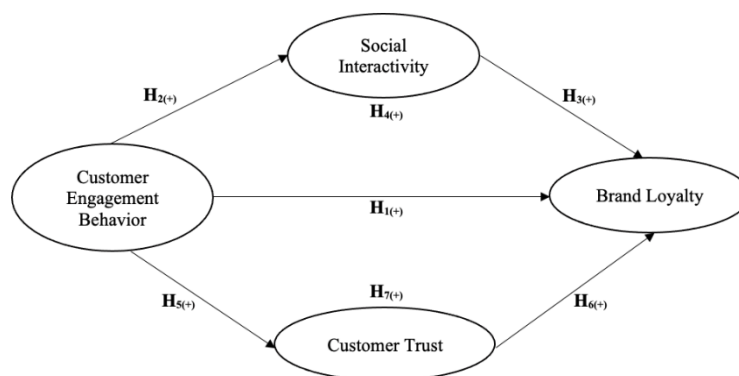 Social
Interactivity
H2(+)
H3(+)
H4(+)
Customer
Engagement
Behavior
Brand Loyalty
H1(+)
H5(+)
H7(+)
H6(+)
Customer Trust